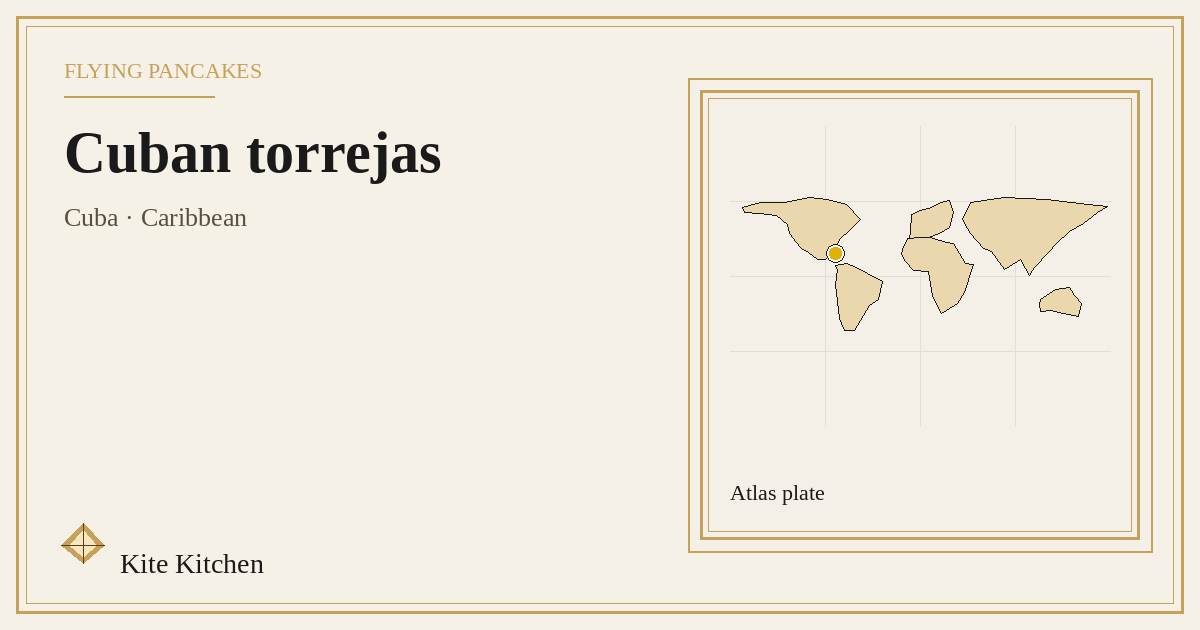 FLYING PANCAKES
Cuban torrejas
Cuba · Caribbean
Atlas plate
Kite Kitchen